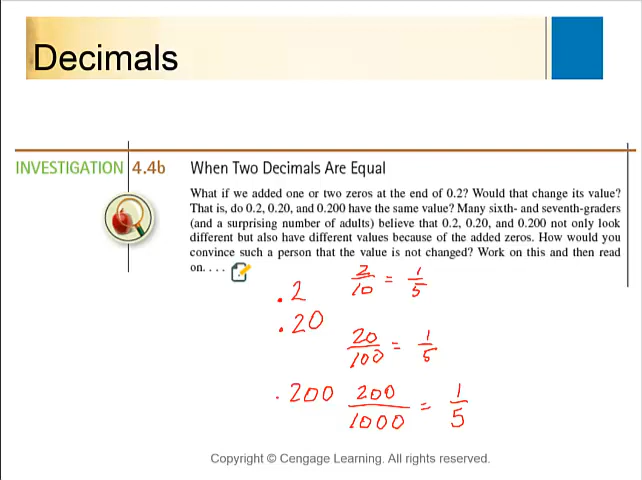 Decimals
INVESTIGATION 4.4b When Two Decimals Are Equal
What if we added one or two zeros at the end of 0.2? Would that change its value?
That is, do 0.2, 0.20, and 0.200 have the same value? Many sixth- and seventh-graders
(and a surprising number of adults) believe that 0.2, 0.20, and 0.200 not only look
different but also have different values because of the added zeros. How would you
convince such a person that the value is not changed? Work on this and then read
on. . . .
.2 2/10 = 1/5
.20 20/100 = 1/5
.200 200/1000 = 1/5
Copyright © Cengage Learning. All rights reserved.